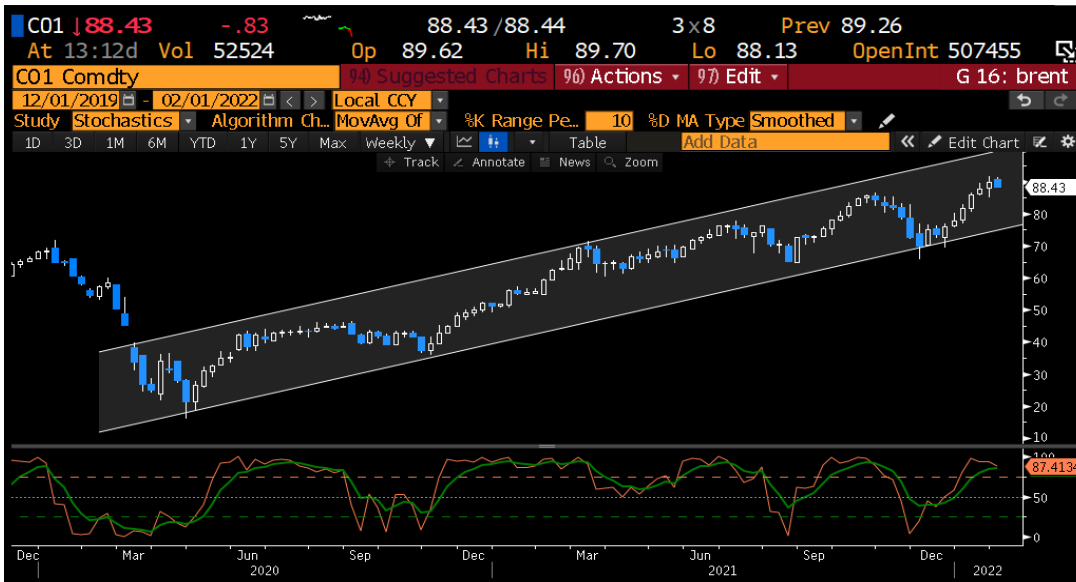 CO1 ↓88.43 -.83 88.43/88.44 3x8 Prev 89.26
At 13:12d Vol 52524 Op 89.62 Hi 89.70 Lo 88.13 OpenInt 507455
CO1 Comdty 94) Suggested Charts 96) Actions 97) Edit G 16: brent
12/01/2019 - 02/01/2022 < > Local CCY
Study Stochastics Algorithm Ch... MovAvg Of %K Range Pe... 10 %D MA Type Smoothed
1D 3D 1M 6M YTD 1Y 5Y Max Weekly ▼ Table Add Data « Edit Chart
Track Annotate News Zoom
88.43
80
70
60
50
40
30
20
10
100
87.4134
50
0
Dec Mar Jun Sep Dec Mar Jun Sep Dec
2020 2021 2022